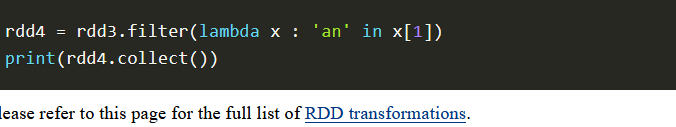 rdd4 = rdd3.filter(lambda x : 'an' in x[1])
print(rdd4.collect())
lease refer to this page for the full list of RDD transformations.